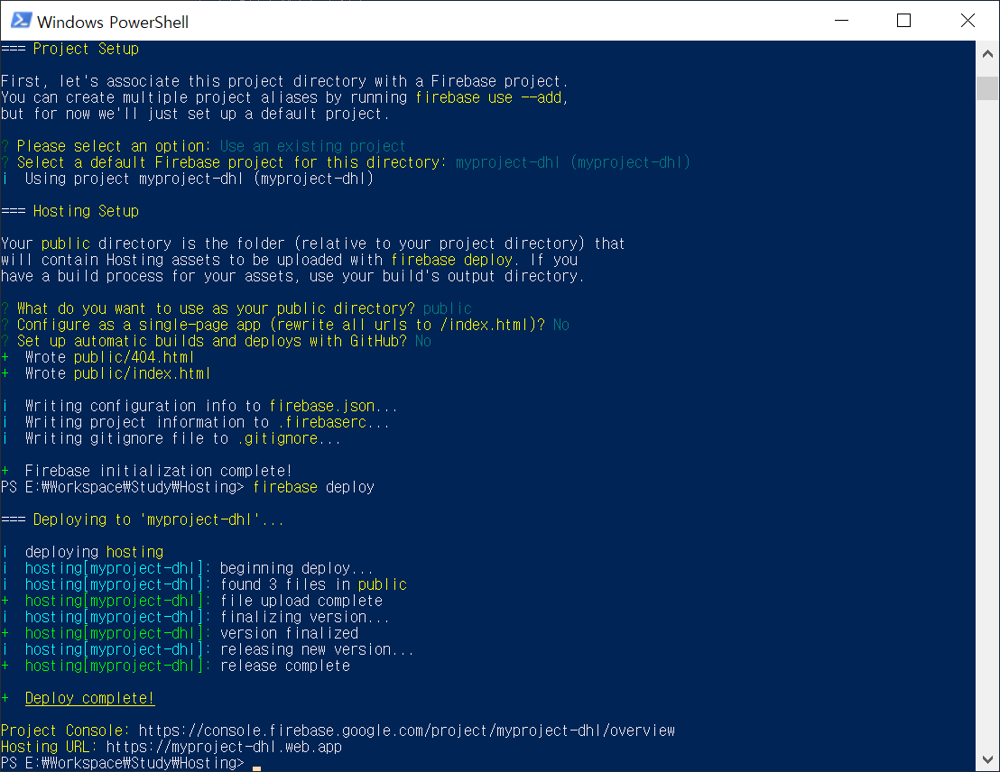 Windows PowerShell
=== Project Setup
First, let's associate this project directory with a Firebase project.
You can create multiple project aliases by running firebase use --add,
but for now we'll just set up a default project.
? Please select an option: Use an existing project
? Select a default Firebase project for this directory: myproject-dhl (myproject-dhl)
i  Using project myproject-dhl (myproject-dhl)
=== Hosting Setup
Your public directory is the folder (relative to your project directory) that
will contain Hosting assets to be uploaded with firebase deploy. If you
have a build process for your assets, use your build's output directory.
? What do you want to use as your public directory? public
? Configure as a single-page app (rewrite all urls to /index.html)? No
? Set up automatic builds and deploys with GitHub? No
+  Wrote public/404.html
+  Wrote public/index.html
i  Writing configuration info to firebase.json...
i  Writing project information to .firebaserc...
i  Writing gitignore file to .gitignore...
+  Firebase initialization complete!
PS E:₩Workspace₩Study₩Hosting> firebase deploy
=== Deploying to 'myproject-dhl'...
i  deploying hosting
i  hosting[myproject-dhl]: beginning deploy...
i  hosting[myproject-dhl]: found 3 files in public
+  hosting[myproject-dhl]: file upload complete
i  hosting[myproject-dhl]: finalizing version...
+  hosting[myproject-dhl]: version finalized
i  hosting[myproject-dhl]: releasing new version...
+  hosting[myproject-dhl]: release complete
+  Deploy complete!
Project Console: https://console.firebase.google.com/project/myproject-dhl/overview
Hosting URL: https://myproject-dhl.web.app
PS E:₩Workspace₩Study₩Hosting>